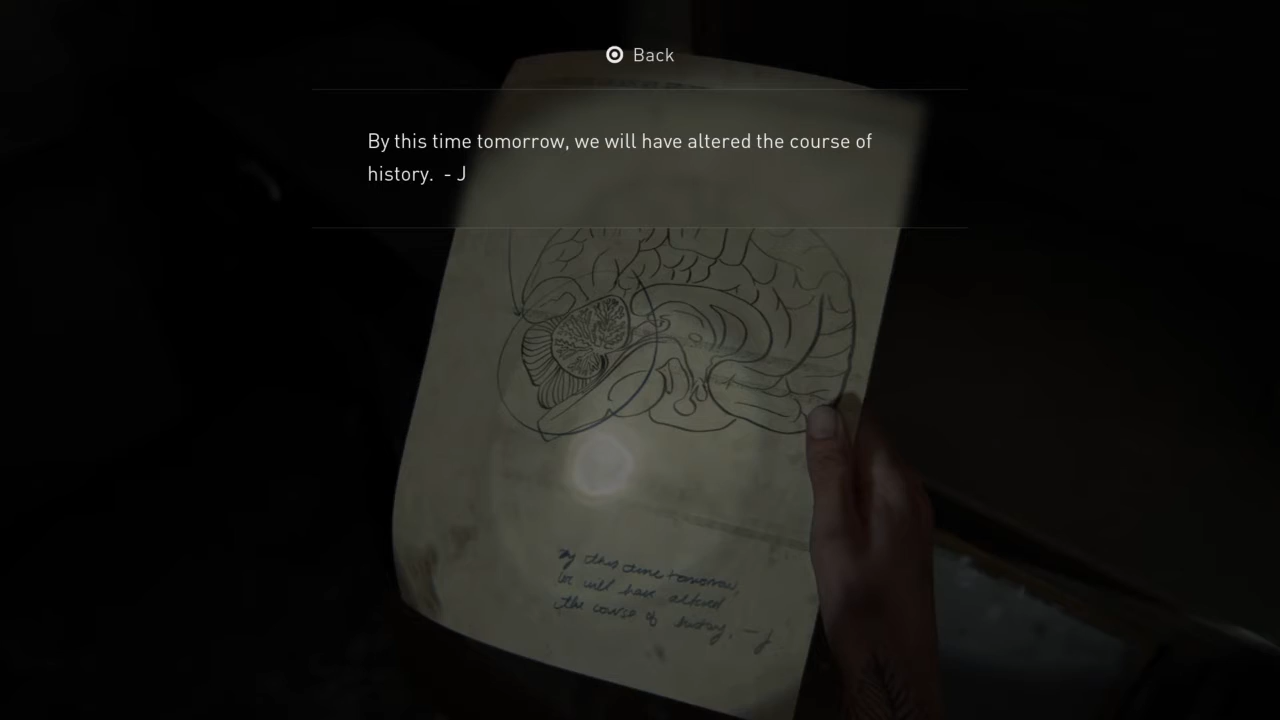 Back
By this time tomorrow, we will have altered the course of
history. - J
By this time tomorrow,
we will have altered
the course of history. - J